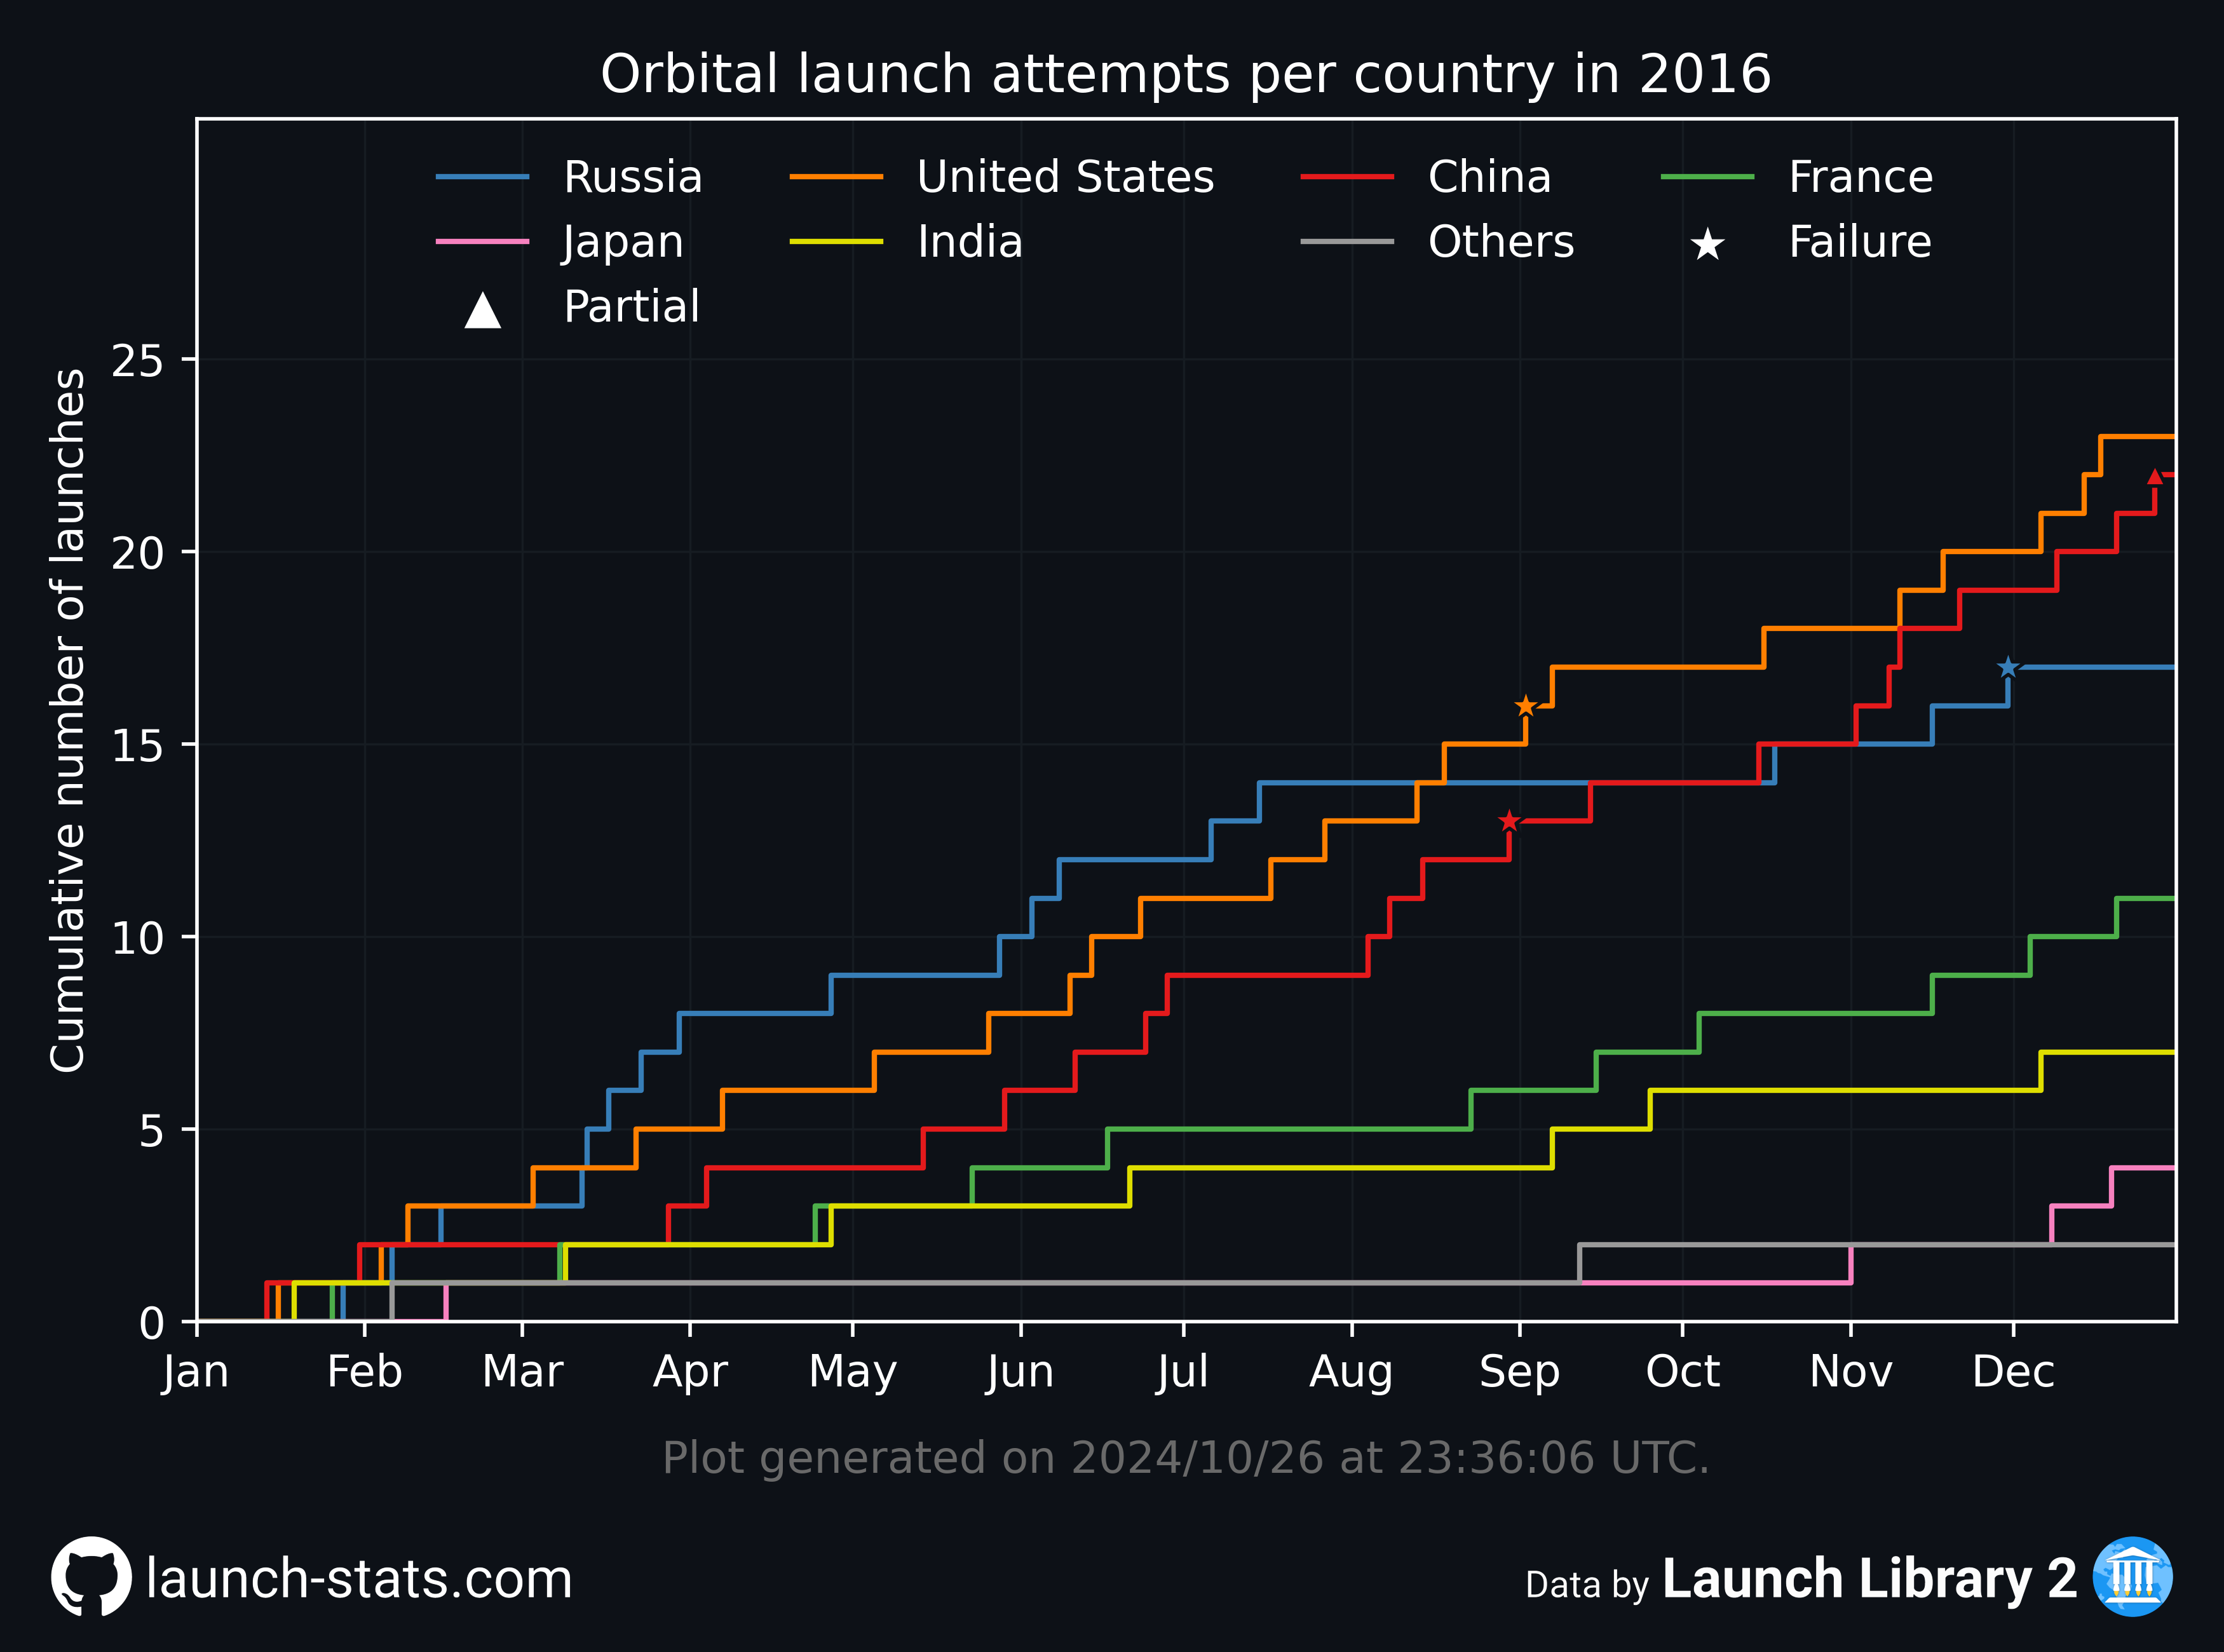 Orbital launch attempts per country in 2016
Russia United States China France
Japan India Others Failure
Partial
Cumulative number of launches
25
20
15
10
5
0
Jan Feb Mar Apr May Jun Jul Aug Sep Oct Nov Dec
Plot generated on 2024/10/26 at 23:36:06 UTC.
launch-stats.com
Data by Launch Library 2